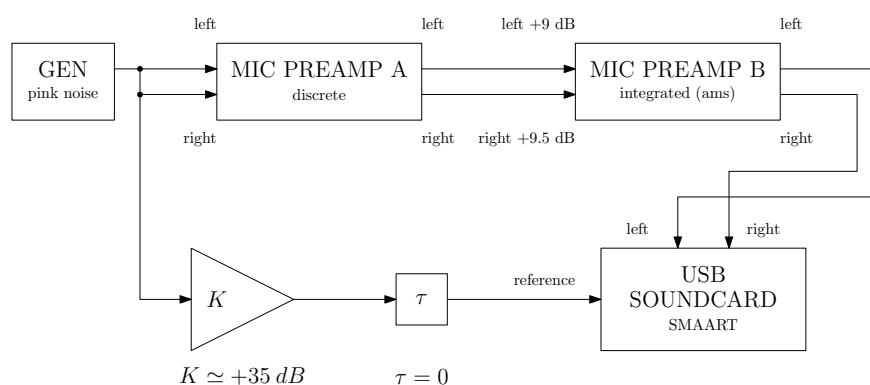 left
left
left +9 dB
left
GEN
pink noise
MIC PREAMP A
discrete
MIC PREAMP B
integrated (ams)
right
right
right +9.5 dB
right
left
right
K
τ
reference
USB
SOUNDCARD
SMAART
K ≃ +35 dB
τ = 0